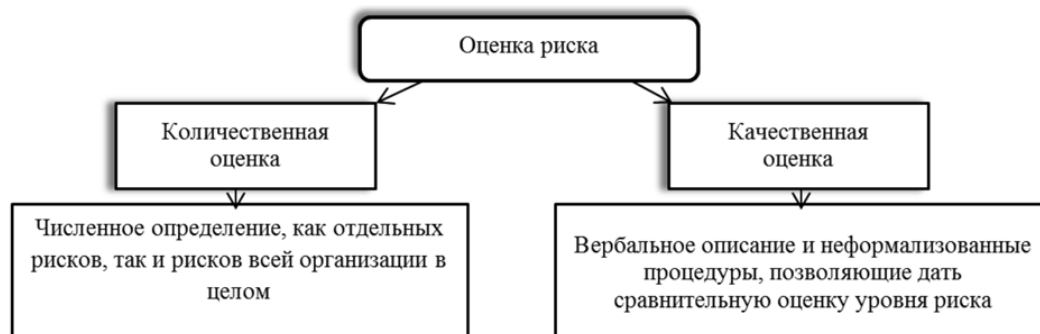 Оценка риска
Количественная
оценка
Качественная
оценка
Численное определение, как отдельных
рисков, так и рисков всей организации в
целом
Вербальное описание и неформализованные
процедуры, позволяющие дать
сравнительную оценку уровня риска